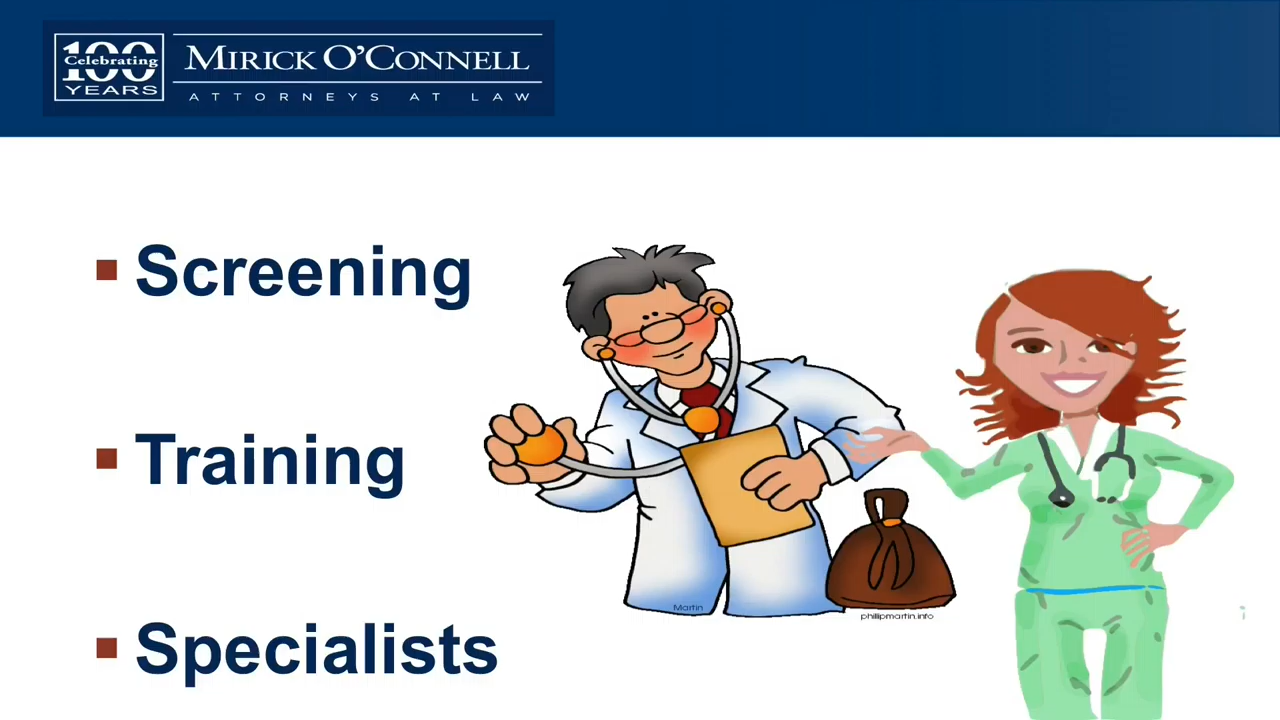 Celebrating
100
YEARS
MIRICK O'CONNELL
ATTORNEYS AT LAW
Screening
Training
Specialists
Martin
phillipmartin.info